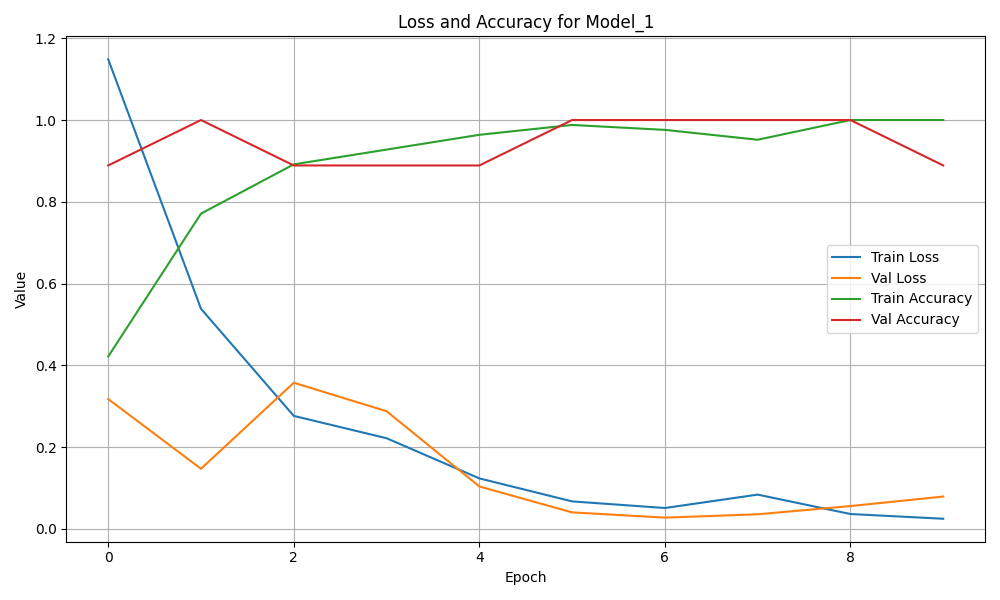 Loss and Accuracy for Model_1
1.2
1.0
0.8
0.6
0.4
0.2
0.0
Value
0 2 4 6 8
Epoch
Train Loss
Val Loss
Train Accuracy
Val Accuracy